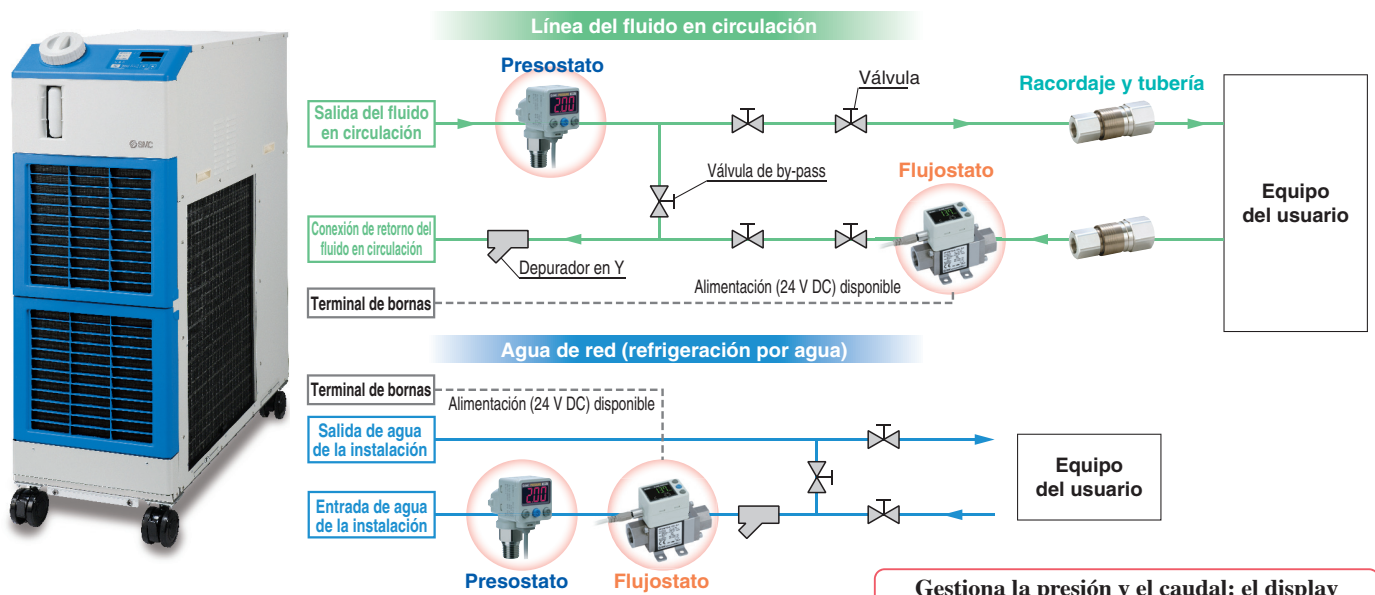 Línea del fluido en circulación
Presostato
Válvula
Racordaje y tubería
Salida del fluido
en circulación
Válvula de by-pass
Flujostato
Equipo
del usuario
Conexión de retorno del
fluido en circulación
Depurador en Y
Alimentación (24 V DC) disponible
Terminal de bornas
SMC
200
Agua de red (refrigeración por agua)
Terminal de bornas
Alimentación (24 V DC) disponible
Salida de agua
de la instalación
Equipo
del usuario
Entrada de agua
de la instalación
200
Presostato
Flujostato
Gestiona la presión y el caudal: el display